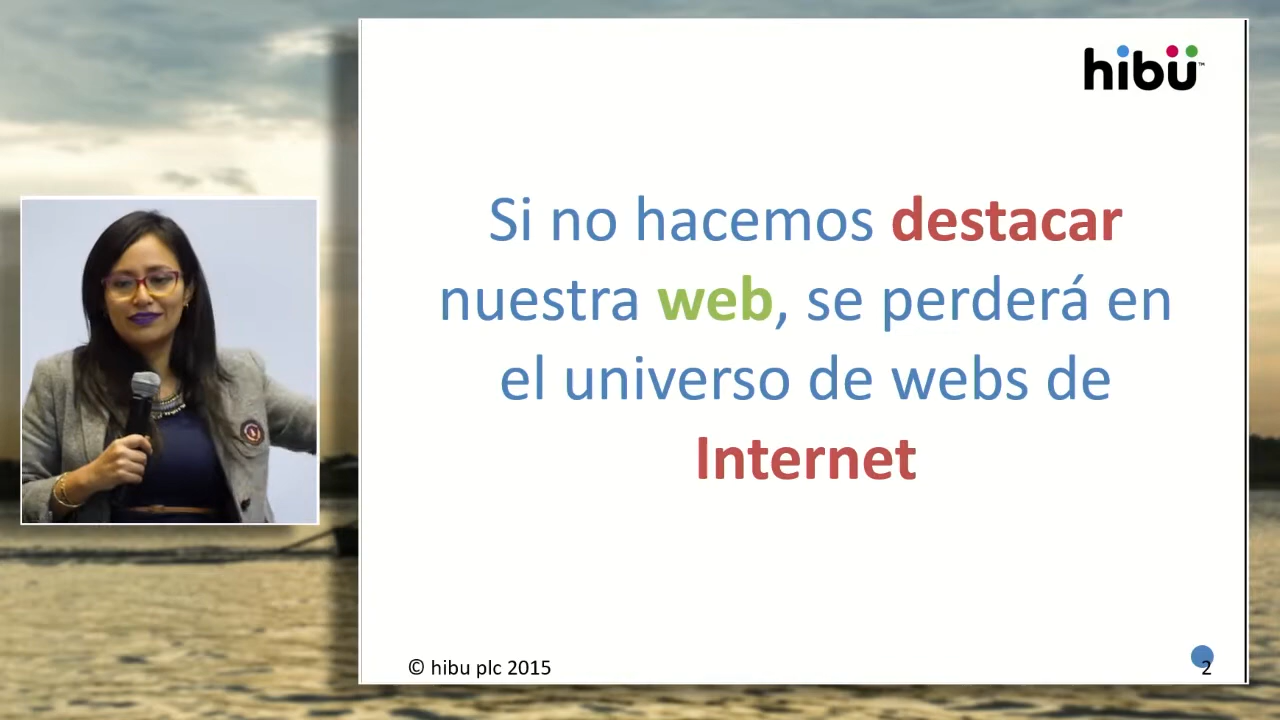 hibü™
Si no hacemos destacar
nuestra web, se perderá en
el universo de webs de
Internet
© hibu plc 2015
2